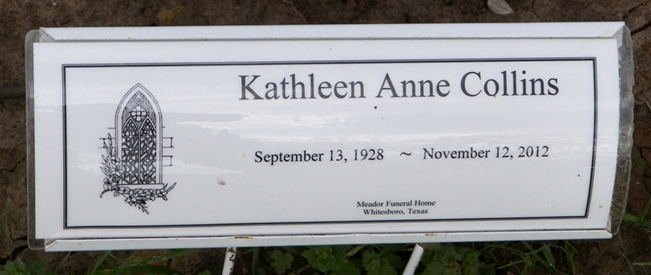 Kathleen Anne Collins
September 13, 1928 ~ November 12, 2012
Meador Funeral Home
Whitesboro, Texas